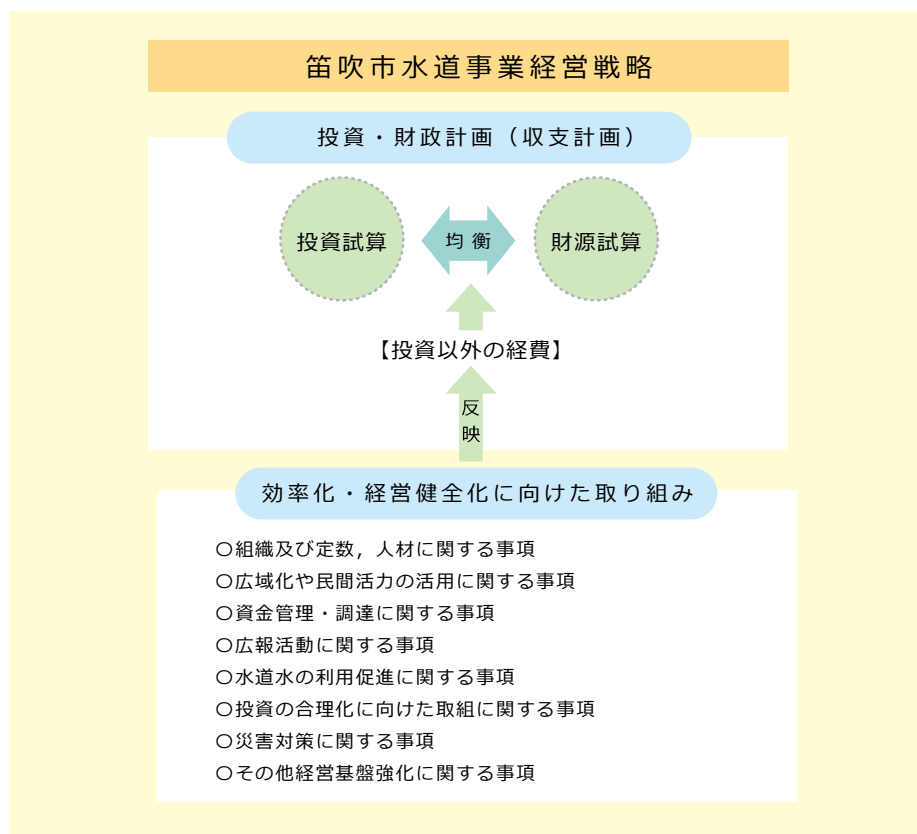 笛吹市水道事業経営戦略
投資・財政計画（収支計画）
投資試算
均衡
財源試算
【投資以外の経費】
反映
効率化・経営健全化に向けた取り組み
〇組織及び定数，人材に関する事項
〇広域化や民間活力の活用に関する事項
〇資金管理・調達に関する事項
〇広報活動に関する事項
〇水道水の利用促進に関する事項
〇投資の合理化に向けた取組に関する事項
〇災害対策に関する事項
〇その他経営基盤強化に関する事項